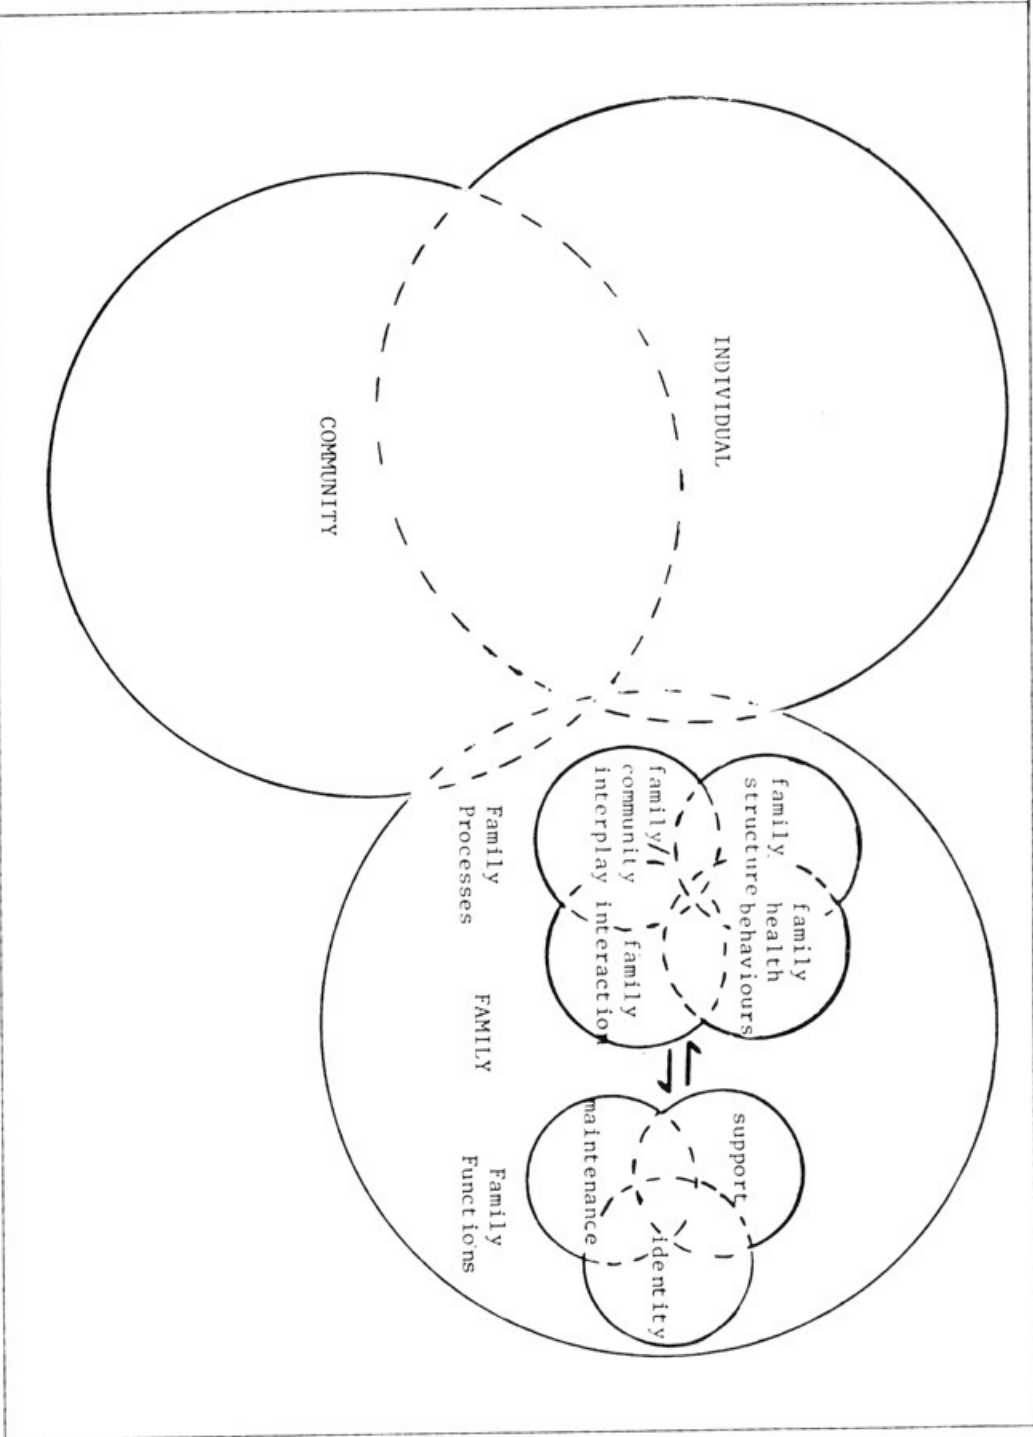 INDIVIDUAL
COMMUNITY
family
structure
family
health
behaviours
family/
community
interplay
family
interaction
Family
Processes
FAMILY
support
maintenance
identity
Family
Functions